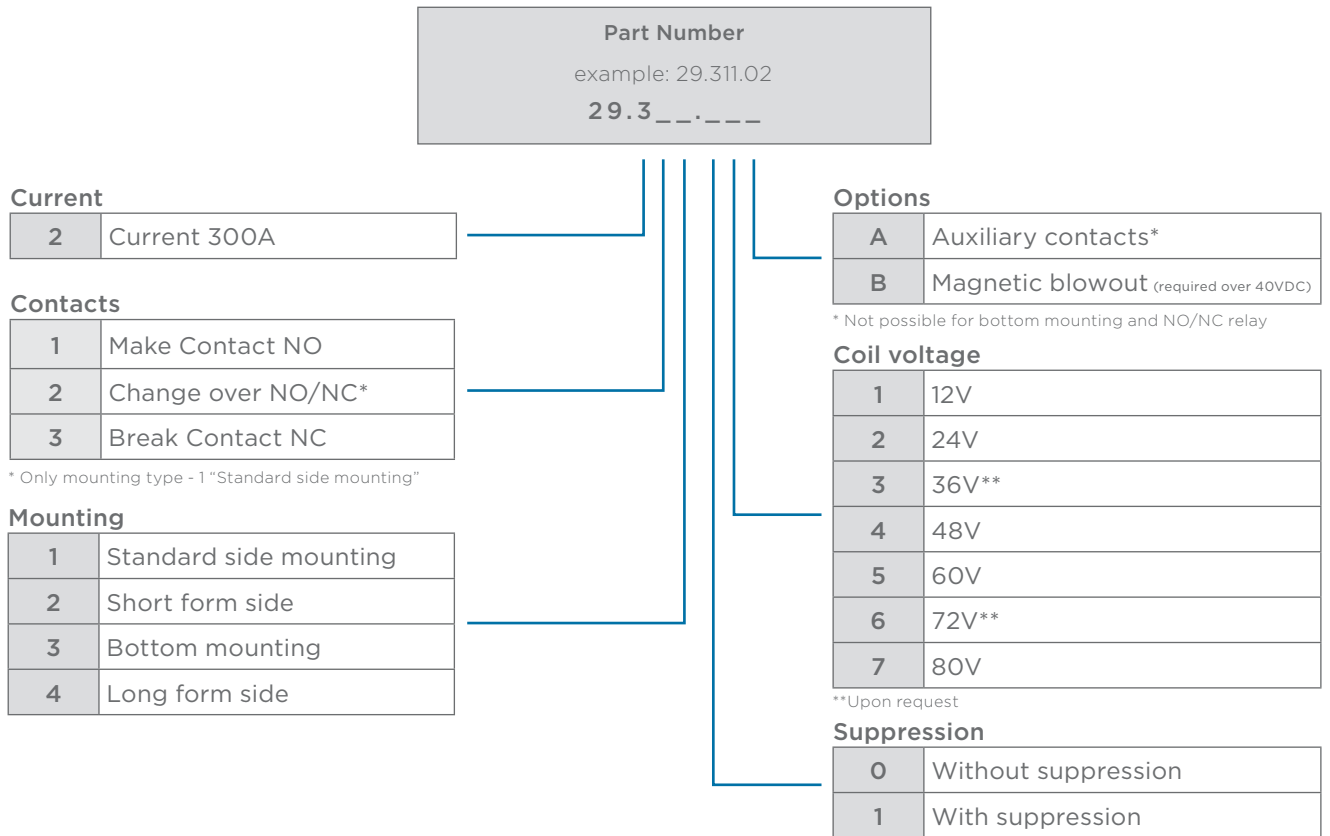 Part Number
example: 29.311.02
29.3__.___
Current
2 Current 300A
Contacts
1 Make Contact NO
2 Change over NO/NC*
3 Break Contact NC
* Only mounting type - 1 “Standard side mounting”
Mounting
1 Standard side mounting
2 Short form side
3 Bottom mounting
4 Long form side
Options
A Auxiliary contacts*
B Magnetic blowout (required over 40VDC)
* Not possible for bottom mounting and NO/NC relay
Coil voltage
1 12V
2 24V
3 36V**
4 48V
5 60V
6 72V**
7 80V
**Upon request
Suppression
0 Without suppression
1 With suppression